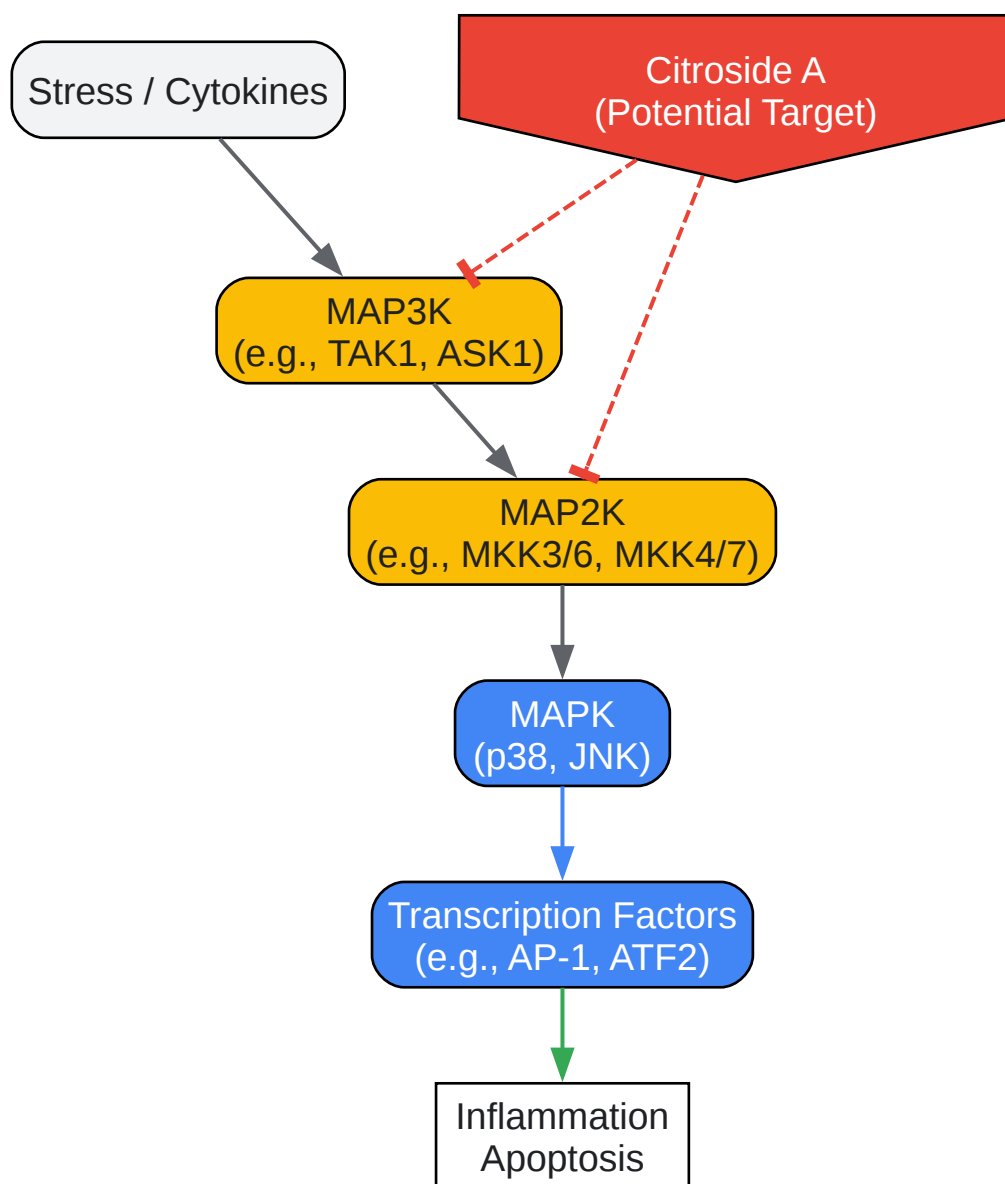 Stress / Cytokines
Citroside A
(Potential Target)
MAP3K
(e.g., TAK1, ASK1)
MAP2K
(e.g., MKK3/6, MKK4/7)
MAPK
(p38, JNK)
Transcription Factors
(e.g., AP-1, ATF2)
Inflammation
Apoptosis